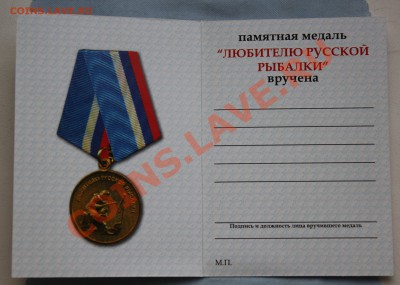 COINS.LAVE.RU
памятная медаль
"ЛЮБИТЕЛЮ РУССКОЙ
РЫБАЛКИ"
вручена
Подпись и должность лица вручившего медаль
М.П.
COINS.LAVE.RU